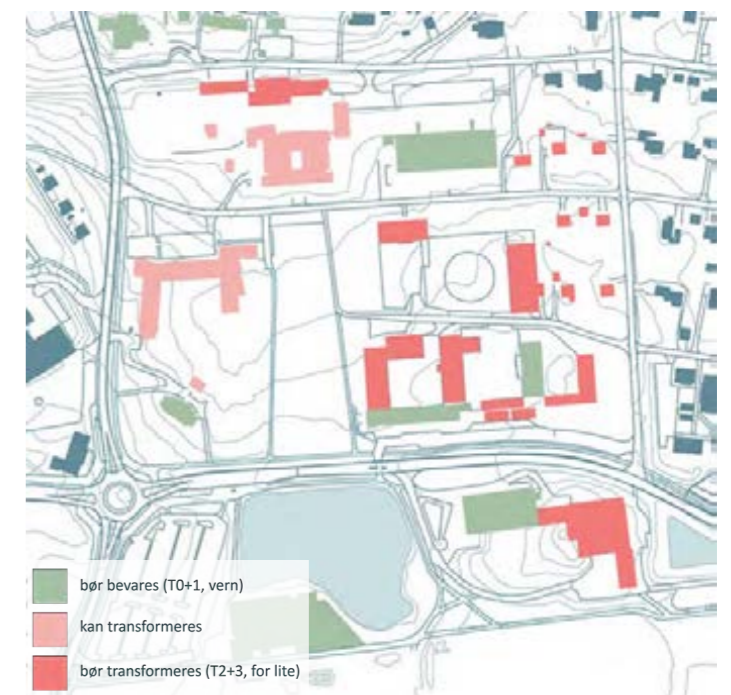 bør bevares (T0+1, vern)
kan transformeres
bør transformeres (T2+3, for lite)